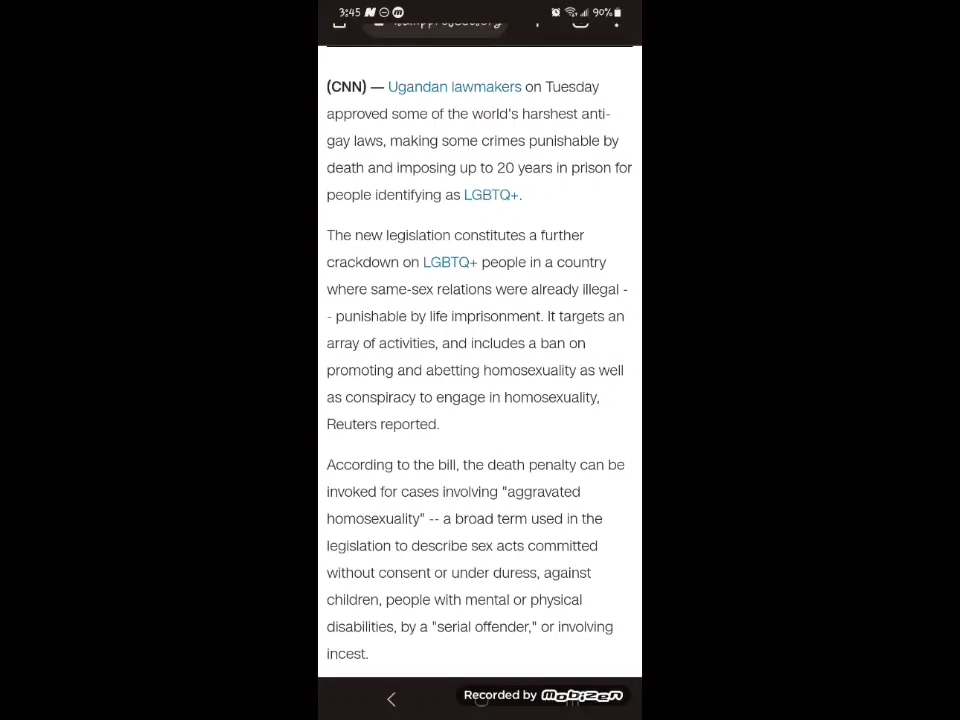 3:45
90%
(CNN) — Ugandan lawmakers on Tuesday
approved some of the world's harshest anti-
gay laws, making some crimes punishable by
death and imposing up to 20 years in prison for
people identifying as LGBTQ+.
The new legislation constitutes a further
crackdown on LGBTQ+ people in a country
where same-sex relations were already illegal -
- punishable by life imprisonment. It targets an
array of activities, and includes a ban on
promoting and abetting homosexuality as well
as conspiracy to engage in homosexuality,
Reuters reported.
According to the bill, the death penalty can be
invoked for cases involving "aggravated
homosexuality" -- a broad term used in the
legislation to describe sex acts committed
without consent or under duress, against
children, people with mental or physical
disabilities, by a "serial offender," or involving
incest.
Recorded by mobizen